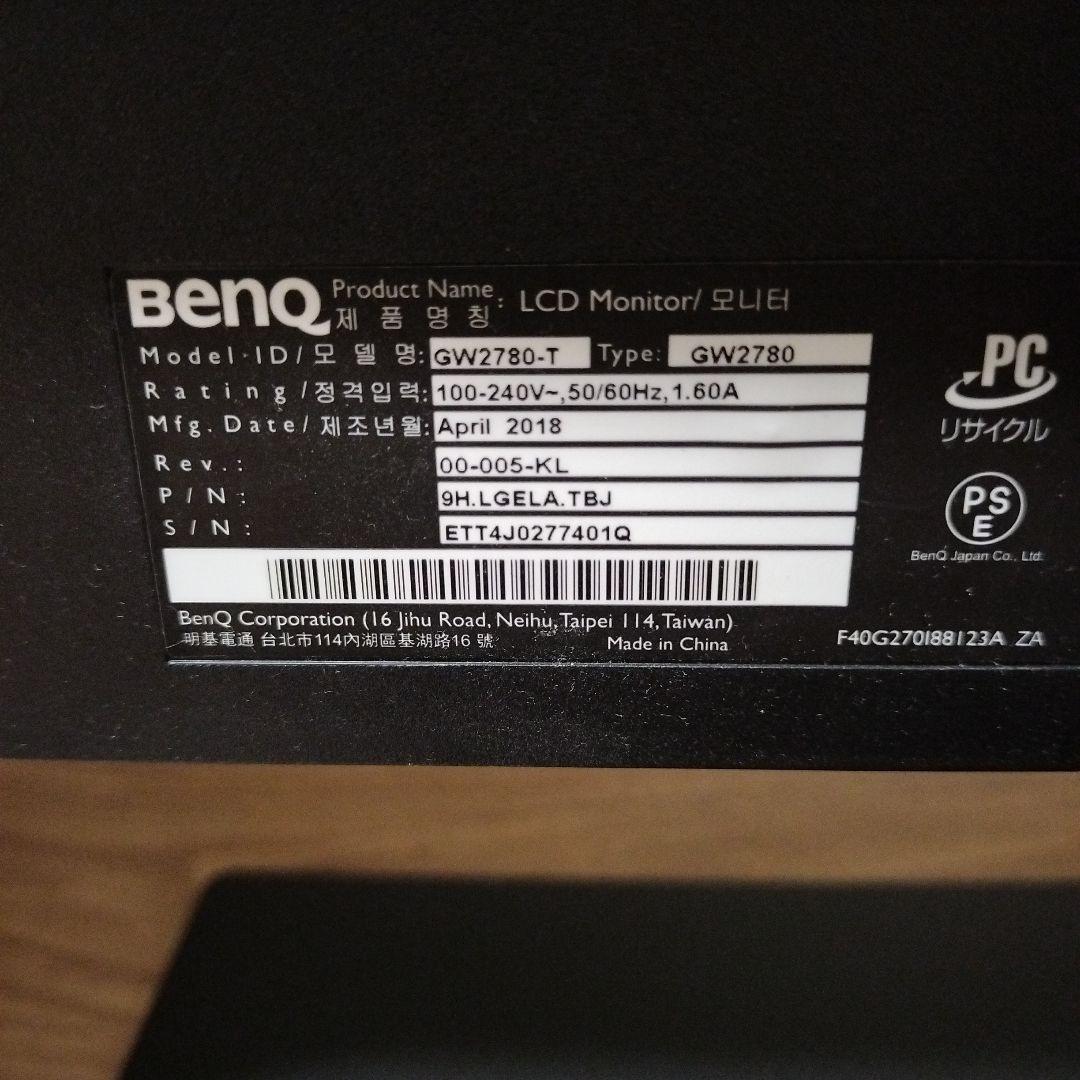 BenQ Product Name 제품명칭 : LCD Monitor/모니터
Model ID/모델명: GW2780-T Type: GW2780
Rating/정격입력: 100-240V~,50/60Hz,1.60A
Mfg. Date/제조년월: April 2018
Rev.: 00-005-KL
P/N: 9H.LGELA.TBJ
S/N: ETT4J0277401Q
BenQ Corporation (16 Jihu Road, Neihu, Taipei 114, Taiwan)
明基電通 台北市114內湖區基湖路16號 Made in China
PC
リサイクル
PS
E
BenQ Japan Co., Ltd.
F40G270I88123A ZA